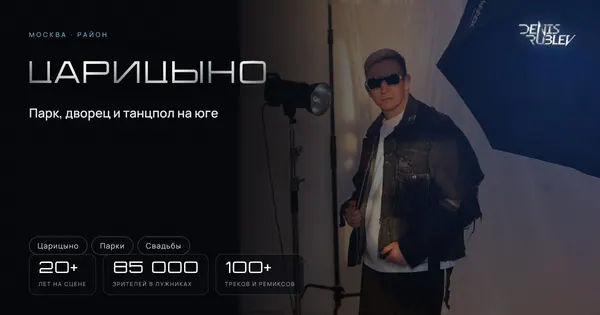 МОСКВА · РАЙОН
DENIS
RUBLEV
ЦАРИЦЫНО
Парк, дворец и танцпол на юге
Царицыно Парки Свадьбы
20+ 85 000 100+
ЛЕТ НА СЦЕНЕ ЗРИТЕЛЕЙ В ЛУЖНИКАХ ТРЕКОВ И РЕМИКСОВ